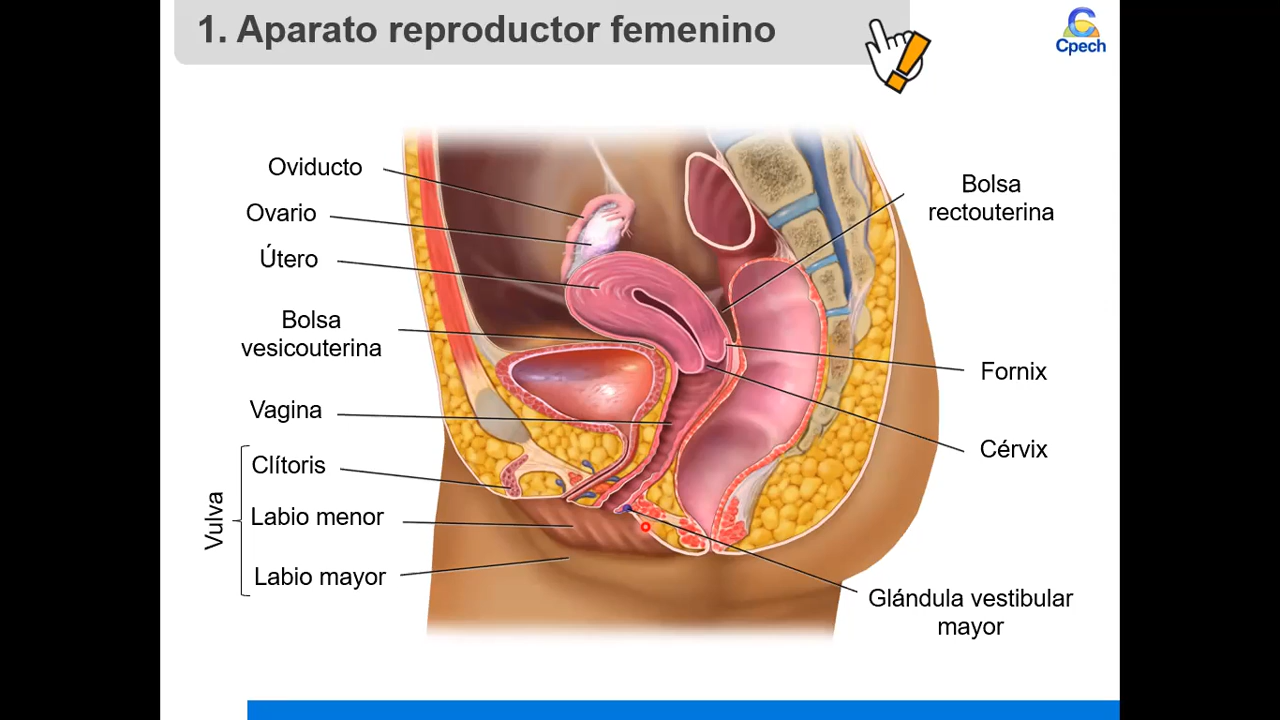 1. Aparato reproductor femenino
Cpech
Oviducto
Ovario
Útero
Bolsa
vesicouterina
Vagina
Vulva
Clítoris
Labio menor
Labio mayor
Bolsa
rectouterina
Fornix
Cérvix
Glándula vestibular
mayor